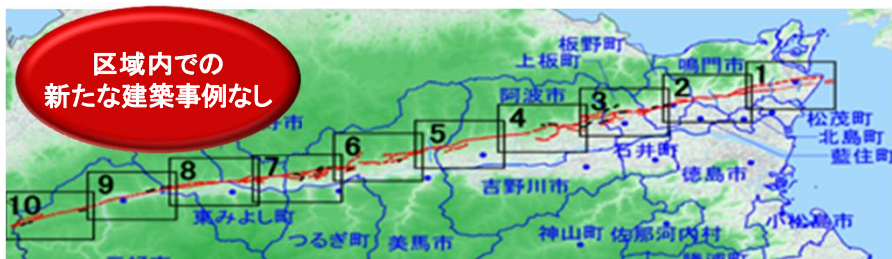 区域内での
新たな建築事例なし
板野町
上板町
鳴門市
阿波市
1
2
3
4
5
6
7
8
9
10
松茂町
北島町
藍住町
石井町
徳島市
吉野川市
東みよし町
つるぎ町
美馬市
神山町
佐那河内村
小松島市